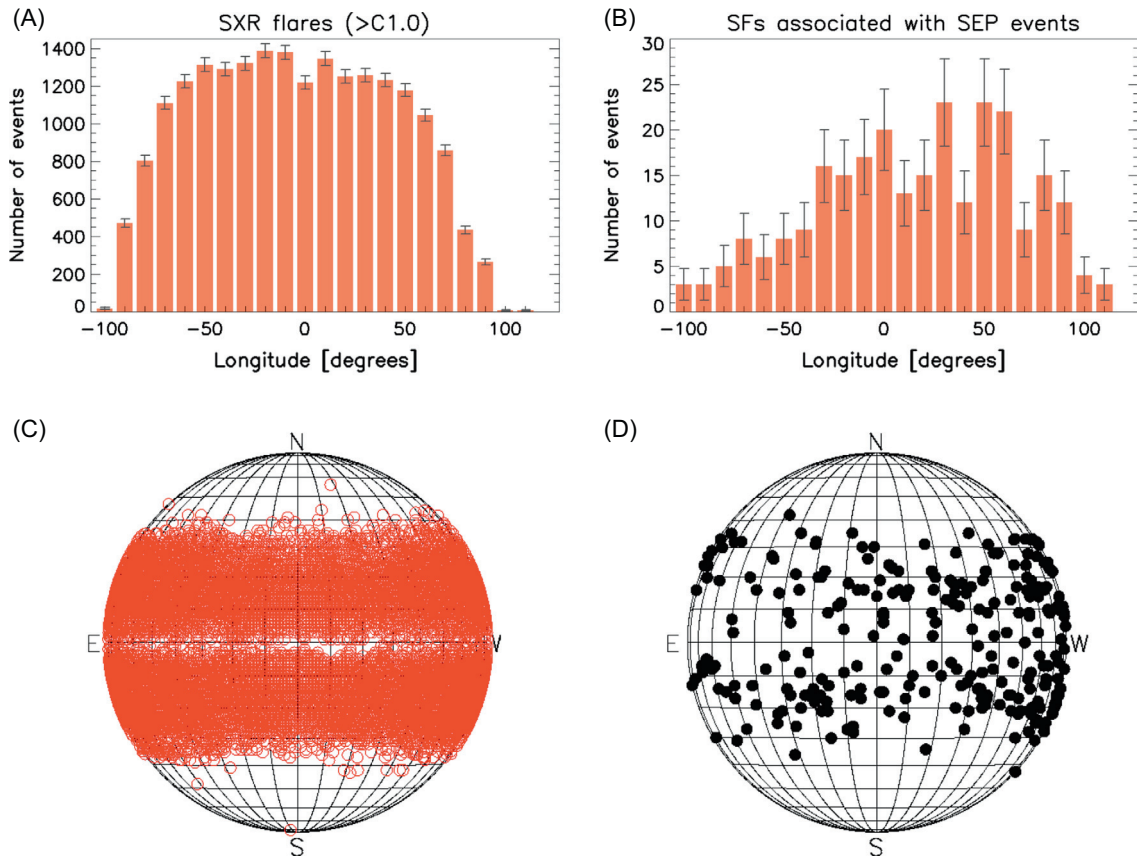 (A)
SXR flares (>C1.0)
Number of events
1400
1200
1000
800
600
400
200
0
−100
−50
0
50
100
Longitude [degrees]
(B)
SFs associated with SEP events
Number of events
30
25
20
15
10
5
0
−100
−50
0
50
100
Longitude [degrees]
(C)
N
E
W
S
(D)
N
E
W
S